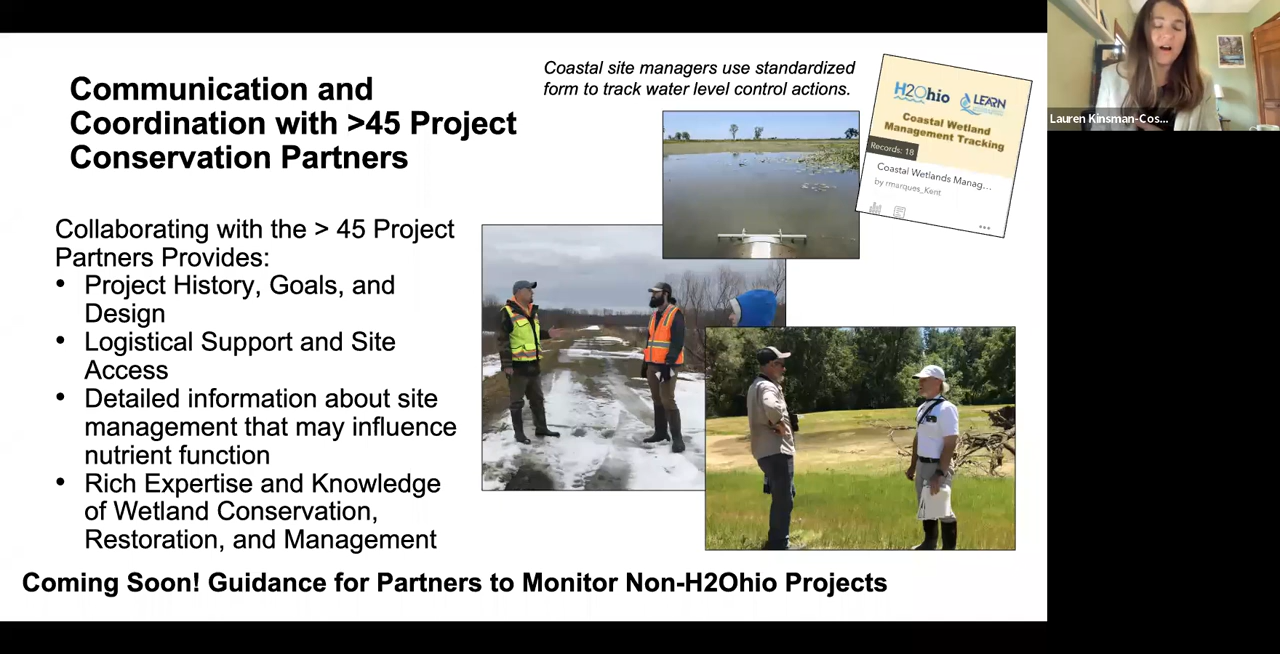 Communication and
Coordination with >45 Project
Conservation Partners
Coastal site managers use standardized
form to track water level control actions.
H2Ohio
LEARN
Coastal Wetland
Management Tracking
Records: 18
Coastal Wetlands Manag...
by rmarques_Kent
Lauren Kinsman-Cos...
Collaborating with the > 45 Project
Partners Provides:
• Project History, Goals, and
Design
• Logistical Support and Site
Access
• Detailed information about site
management that may influence
nutrient function
• Rich Expertise and Knowledge
of Wetland Conservation,
Restoration, and Management
Coming Soon! Guidance for Partners to Monitor Non-H2Ohio Projects